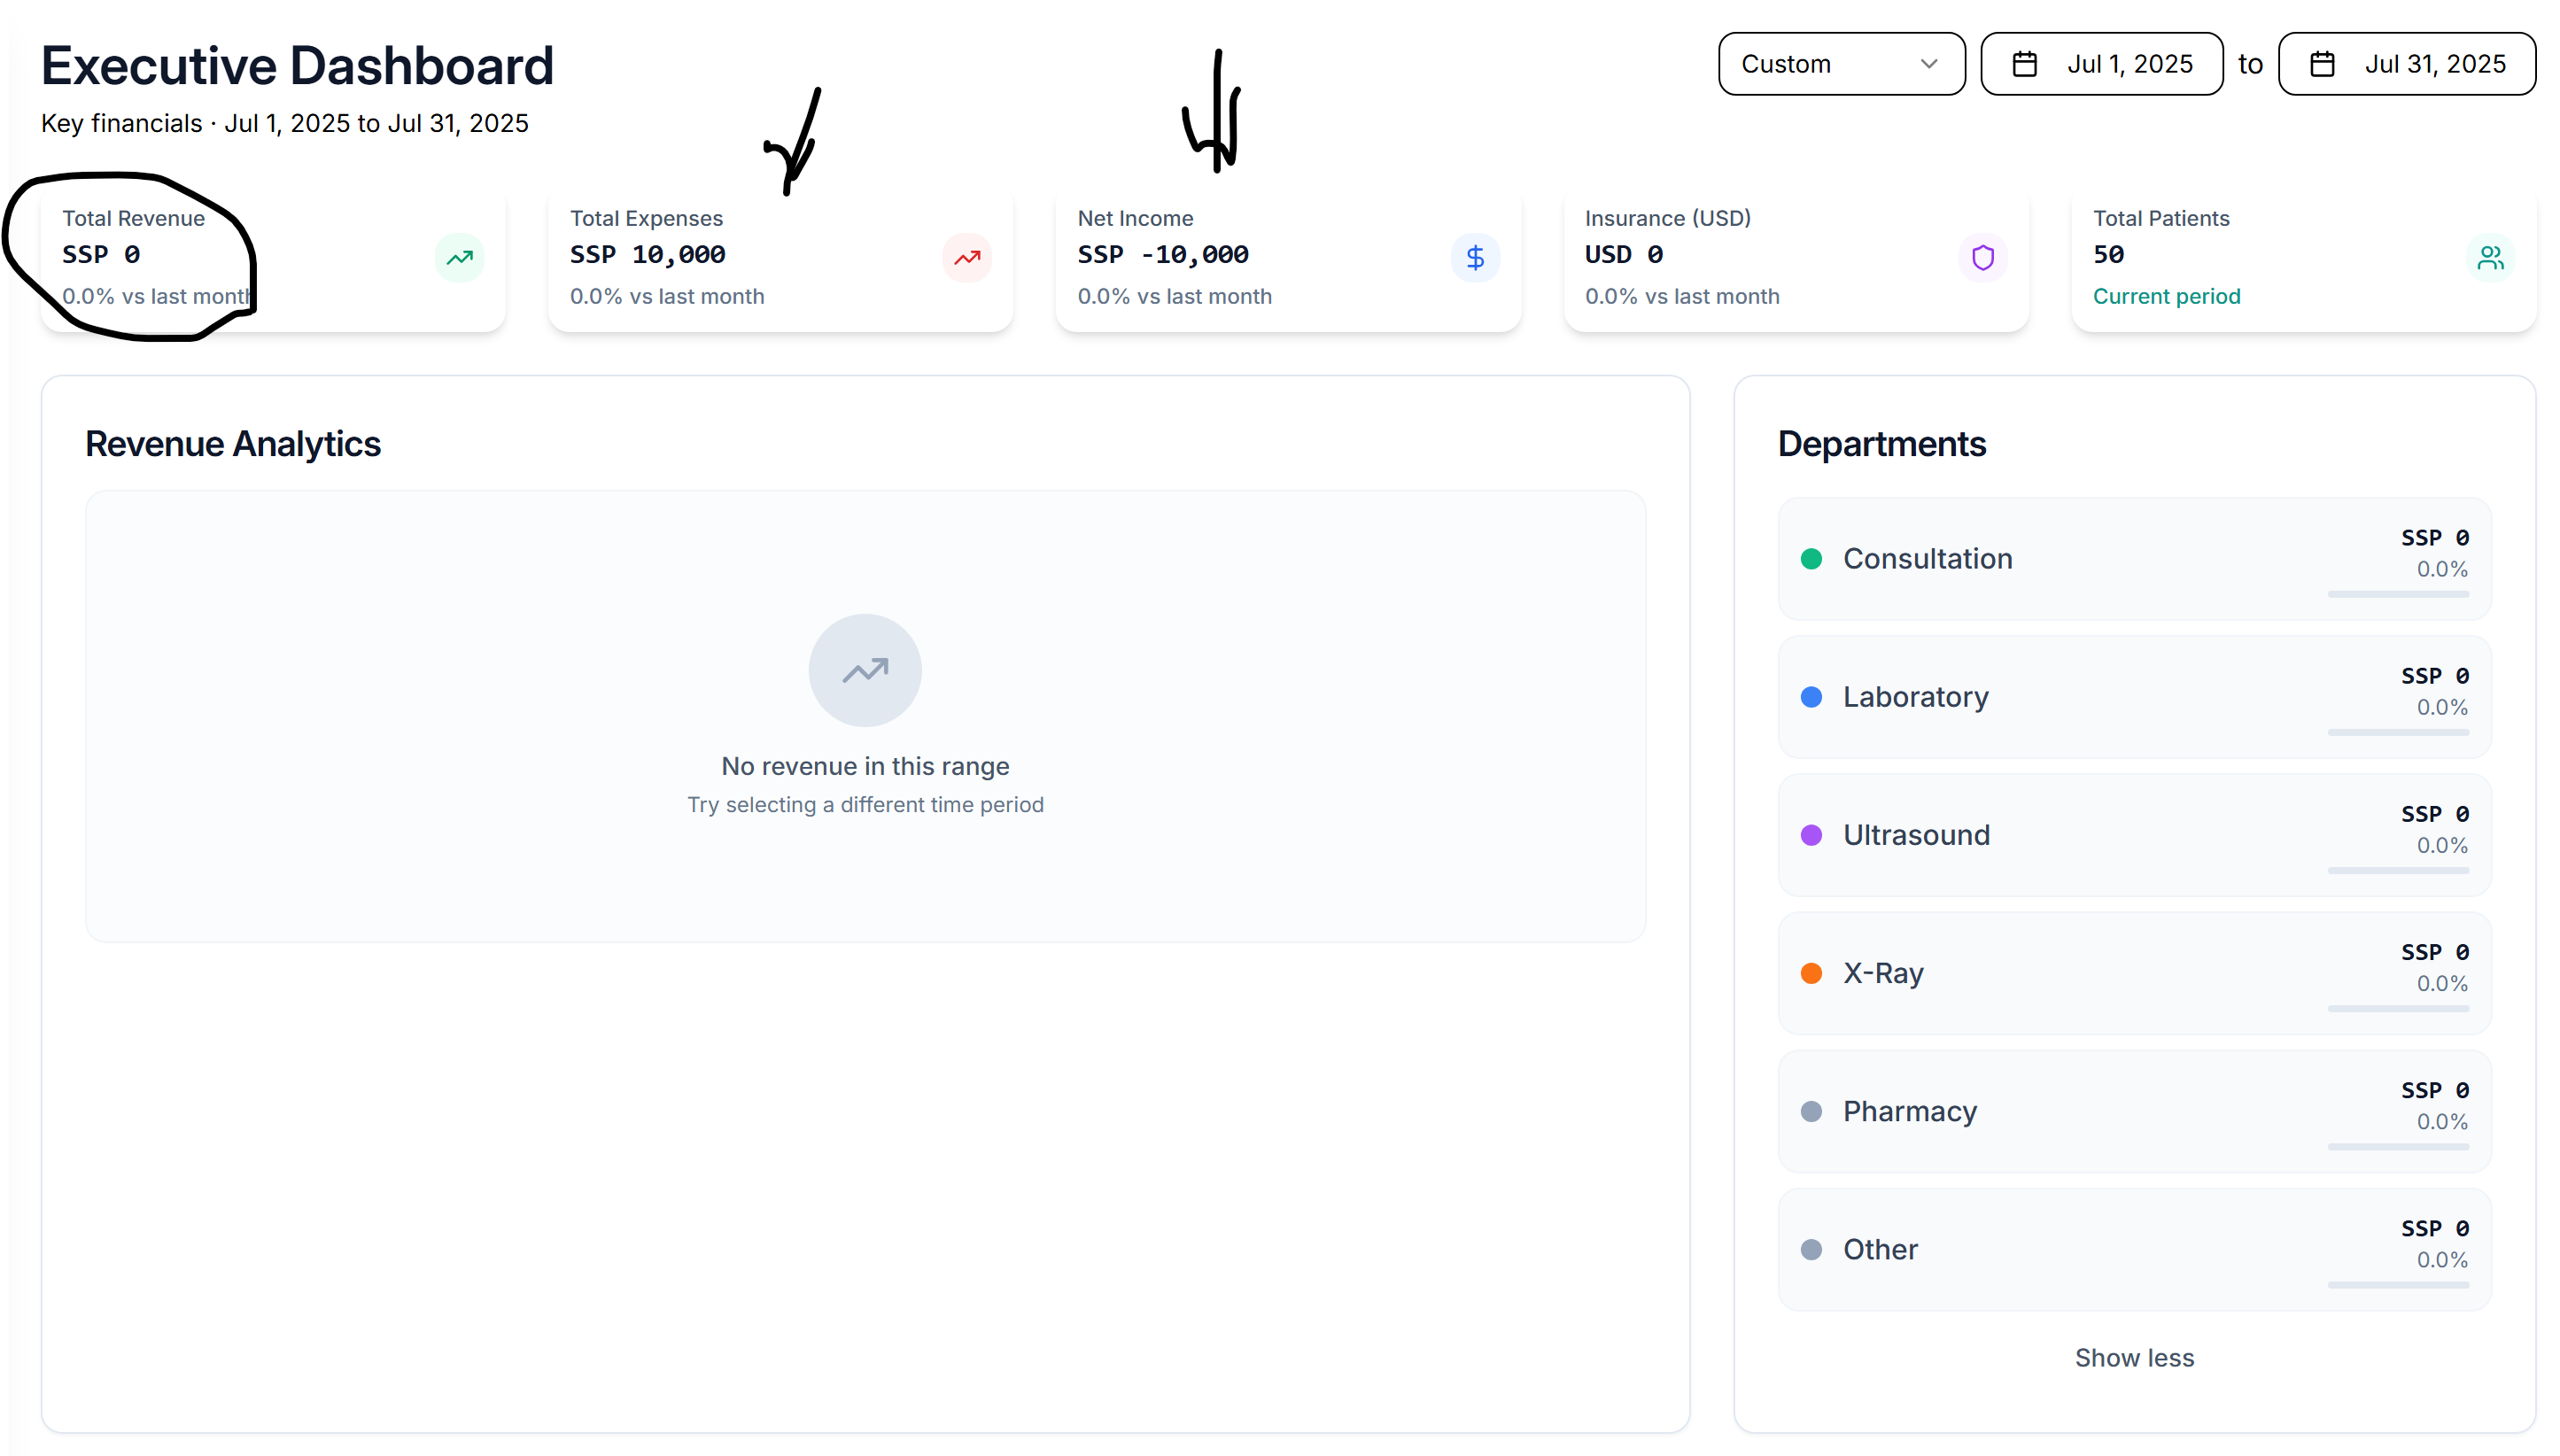 Executive Dashboard
Key financials · Jul 1, 2025 to Jul 31, 2025
Custom
Jul 1, 2025
to
Jul 31, 2025
Total Revenue
SSP 0
0.0% vs last month
Total Expenses
SSP 10,000
0.0% vs last month
Net Income
SSP -10,000
0.0% vs last month
Insurance (USD)
USD 0
0.0% vs last month
Total Patients
50
Current period
Revenue Analytics
No revenue in this range
Try selecting a different time period
Departments
Consultation
SSP 0
0.0%
Laboratory
SSP 0
0.0%
Ultrasound
SSP 0
0.0%
X-Ray
SSP 0
0.0%
Pharmacy
SSP 0
0.0%
Other
SSP 0
0.0%
Show less